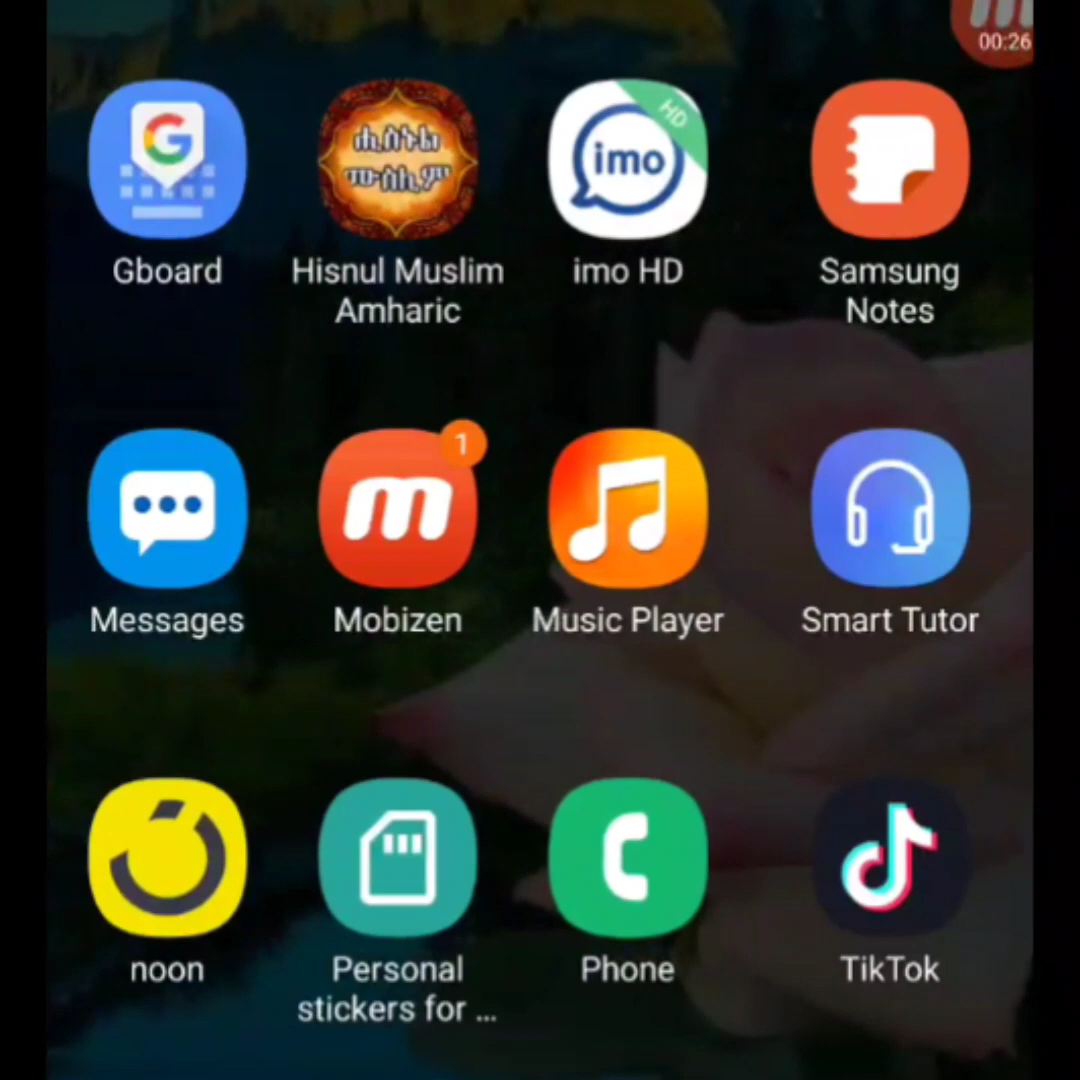 00:26
ሒስኑል
ሙስሊም
HD
imo
Gboard
Hisnul Muslim
Amharic
imo HD
Samsung
Notes
1
Messages
Mobizen
Music Player
Smart Tutor
noon
Personal
stickers for ...
Phone
TikTok